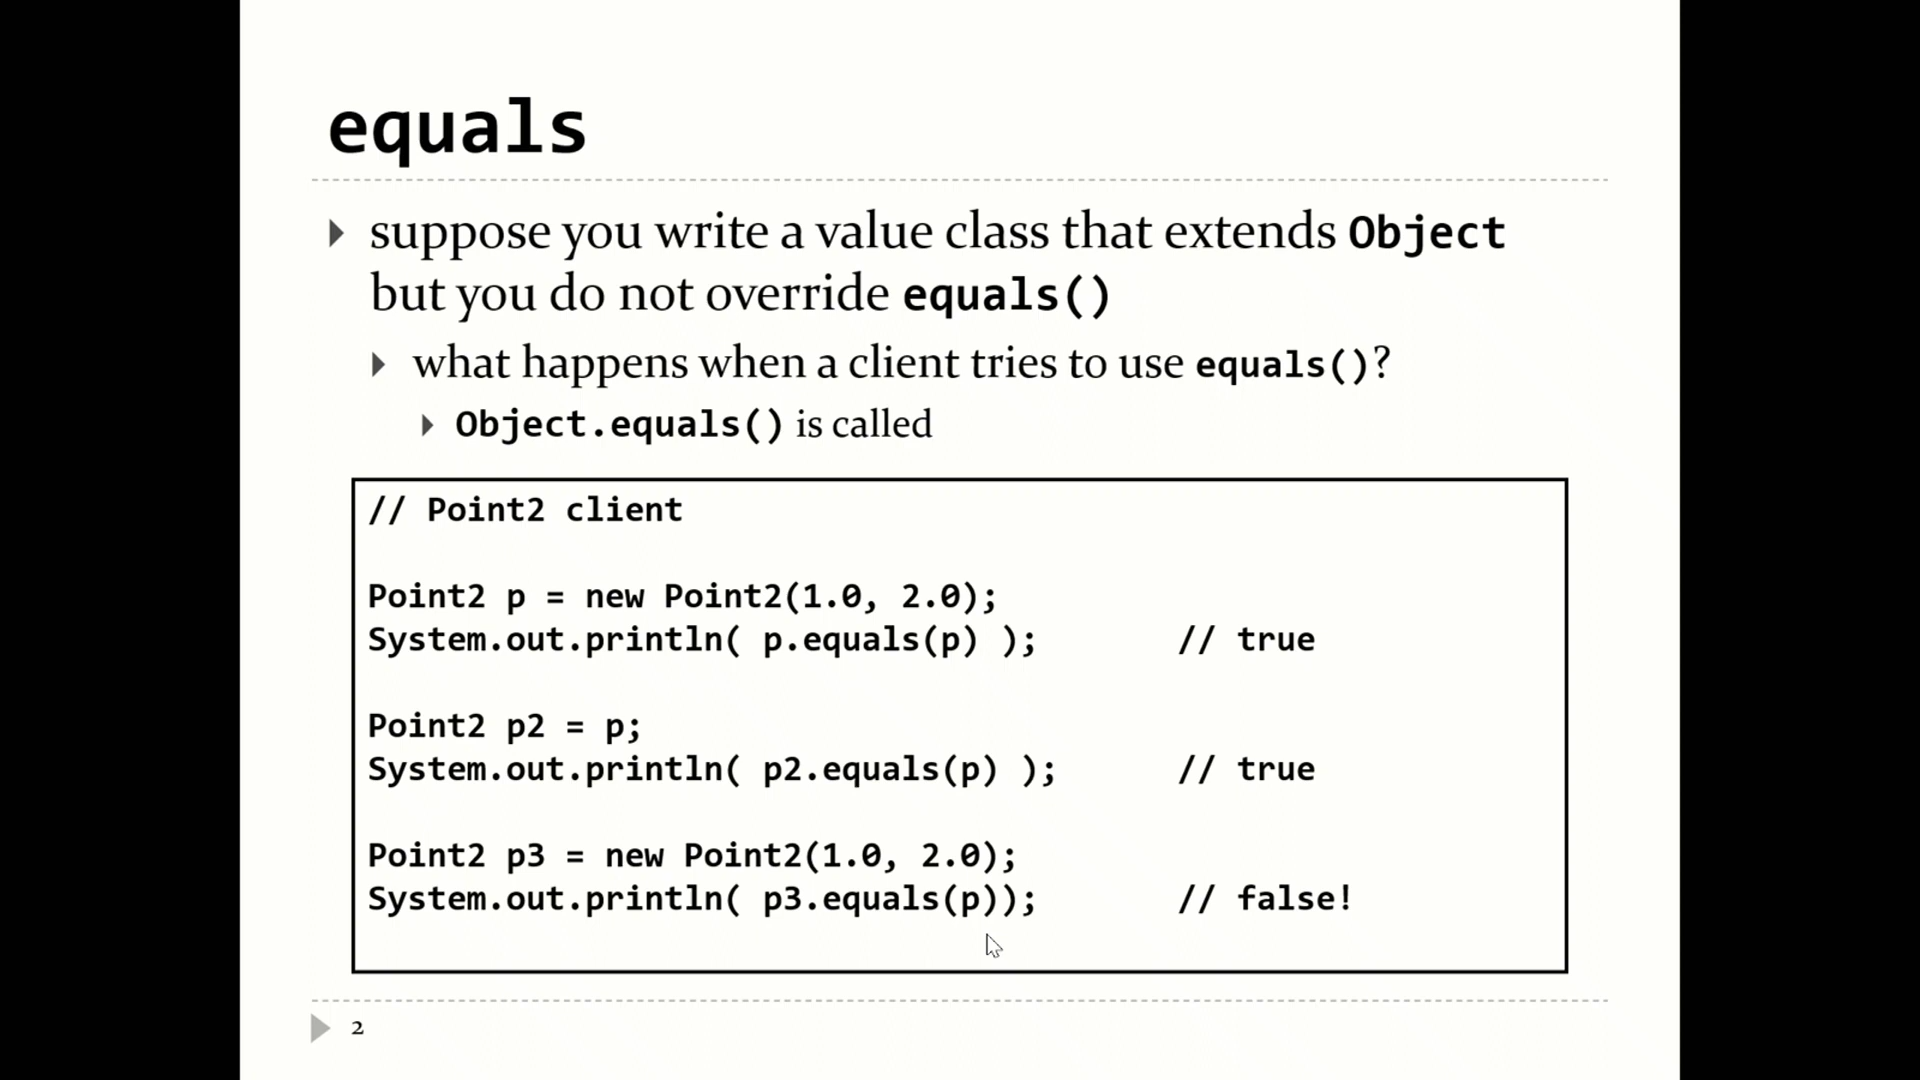 equals
suppose you write a value class that extends Object
but you do not override equals()
what happens when a client tries to use equals()?
Object.equals() is called
// Point2 client
Point2 p = new Point2(1.0, 2.0);
System.out.println( p.equals(p) ); // true
Point2 p2 = p;
System.out.println( p2.equals(p) ); // true
Point2 p3 = new Point2(1.0, 2.0);
System.out.println( p3.equals(p)); // false!
2